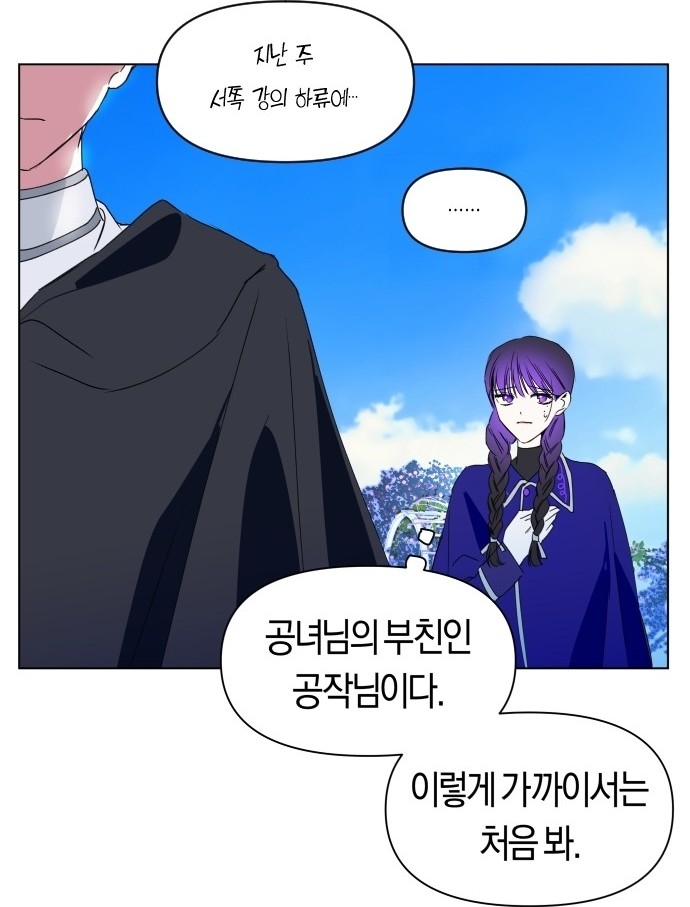 지난 주
서쪽 강의 하류에...
......
공녀님의 부친인
공작님이다.
이렇게 가까이서는
처음 봐.